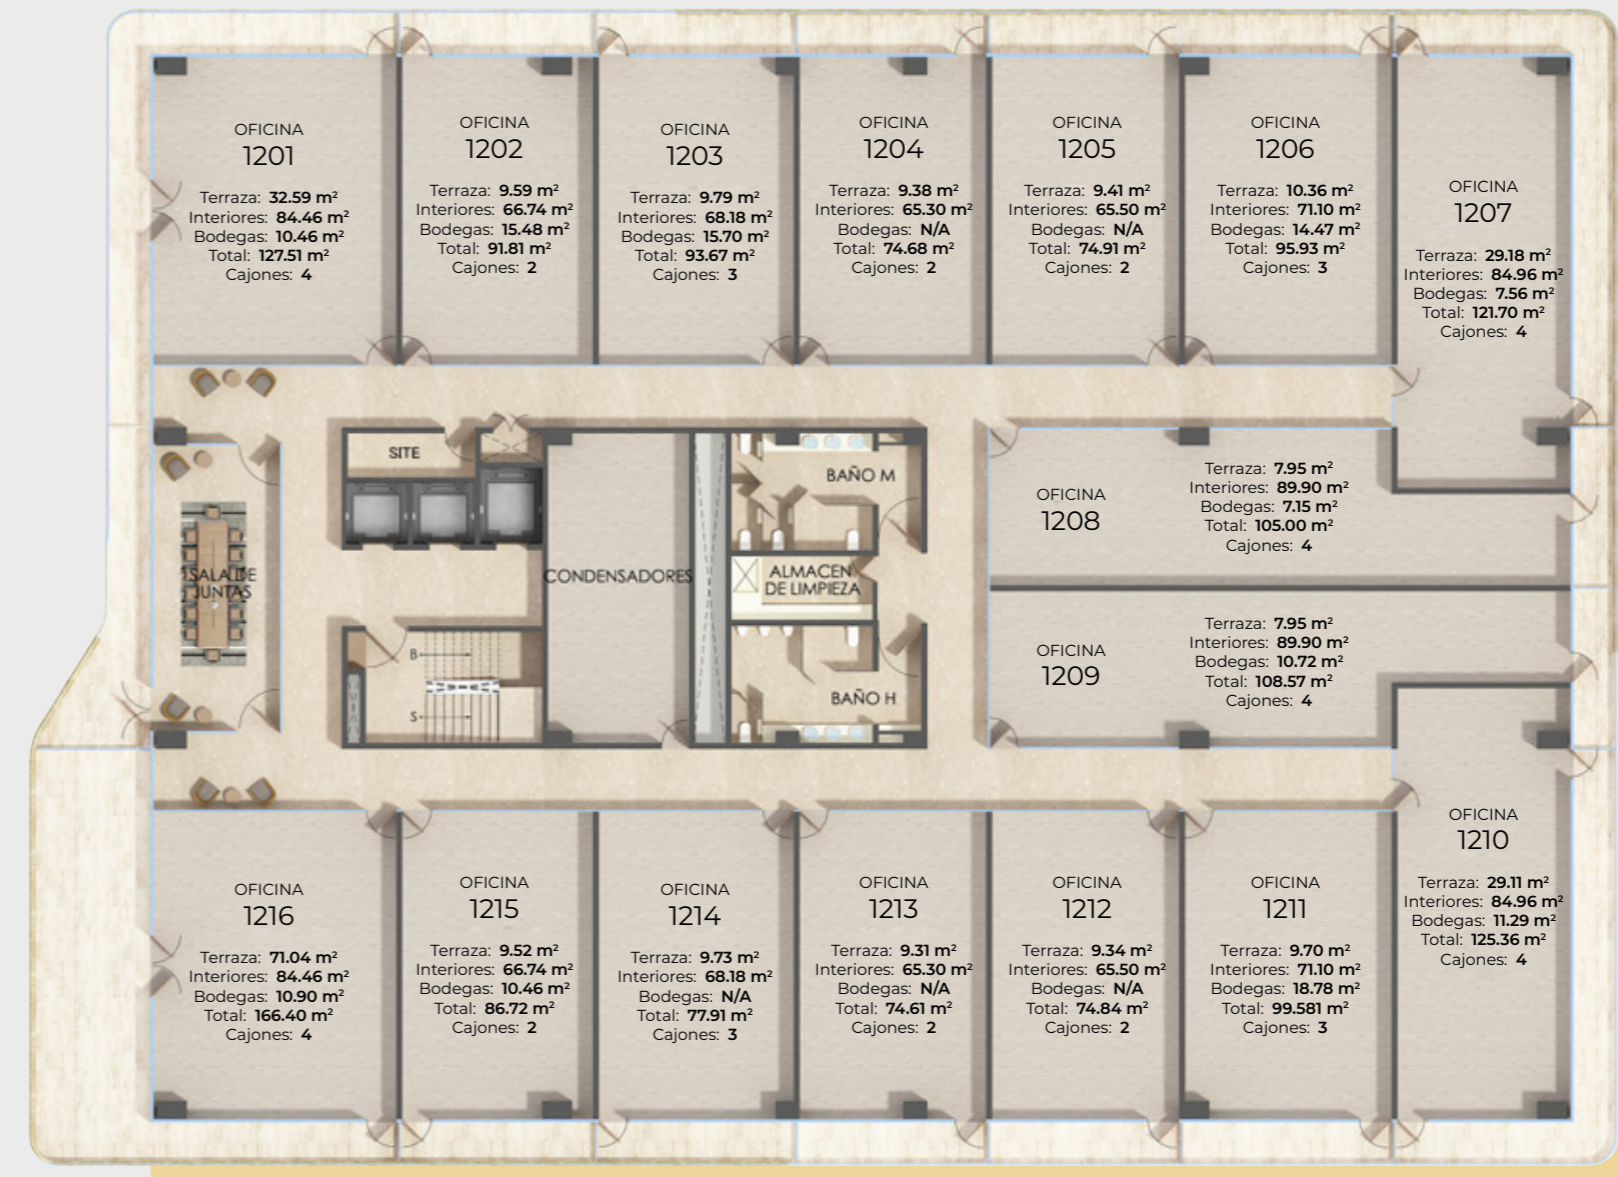 OFICINA
1201
Terraza: 32.59 m²
Interiores: 84.46 m²
Bodegas: 10.46 m²
Total: 127.51 m²
Cajones: 4
OFICINA
1202
Terraza: 9.59 m²
Interiores: 66.74 m²
Bodegas: 15.48 m²
Total: 91.81 m²
Cajones: 2
OFICINA
1203
Terraza: 9.79 m²
Interiores: 68.18 m²
Bodegas: 15.70 m²
Total: 93.67 m²
Cajones: 3
OFICINA
1204
Terraza: 9.38 m²
Interiores: 65.30 m²
Bodegas: N/A
Total: 74.68 m²
Cajones: 2
OFICINA
1205
Terraza: 9.41 m²
Interiores: 65.50 m²
Bodegas: N/A
Total: 74.91 m²
Cajones: 2
OFICINA
1206
Terraza: 10.36 m²
Interiores: 71.10 m²
Bodegas: 14.47 m²
Total: 95.93 m²
Cajones: 3
OFICINA
1207
Terraza: 29.18 m²
Interiores: 84.96 m²
Bodegas: 7.56 m²
Total: 121.70 m²
Cajones: 4
SITE
BAÑO M
SALA DE
JUNTAS
CONDENSADORES
ALMACEN
DE LIMPIEZA
B
S
BAÑO H
OFICINA
1208
Terraza: 7.95 m²
Interiores: 89.90 m²
Bodegas: 7.15 m²
Total: 105.00 m²
Cajones: 4
OFICINA
1209
Terraza: 7.95 m²
Interiores: 89.90 m²
Bodegas: 10.72 m²
Total: 108.57 m²
Cajones: 4
OFICINA
1210
Terraza: 29.11 m²
Interiores: 84.96 m²
Bodegas: 11.29 m²
Total: 125.36 m²
Cajones: 4
OFICINA
1216
Terraza: 71.04 m²
Interiores: 84.46 m²
Bodegas: 10.90 m²
Total: 166.40 m²
Cajones: 4
OFICINA
1215
Terraza: 9.52 m²
Interiores: 66.74 m²
Bodegas: 10.46 m²
Total: 86.72 m²
Cajones: 2
OFICINA
1214
Terraza: 9.73 m²
Interiores: 68.18 m²
Bodegas: N/A
Total: 77.91 m²
Cajones: 3
OFICINA
1213
Terraza: 9.31 m²
Interiores: 65.30 m²
Bodegas: N/A
Total: 74.61 m²
Cajones: 2
OFICINA
1212
Terraza: 9.34 m²
Interiores: 65.50 m²
Bodegas: N/A
Total: 74.84 m²
Cajones: 2
OFICINA
1211
Terraza: 9.70 m²
Interiores: 71.10 m²
Bodegas: 18.78 m²
Total: 99.581 m²
Cajones: 3